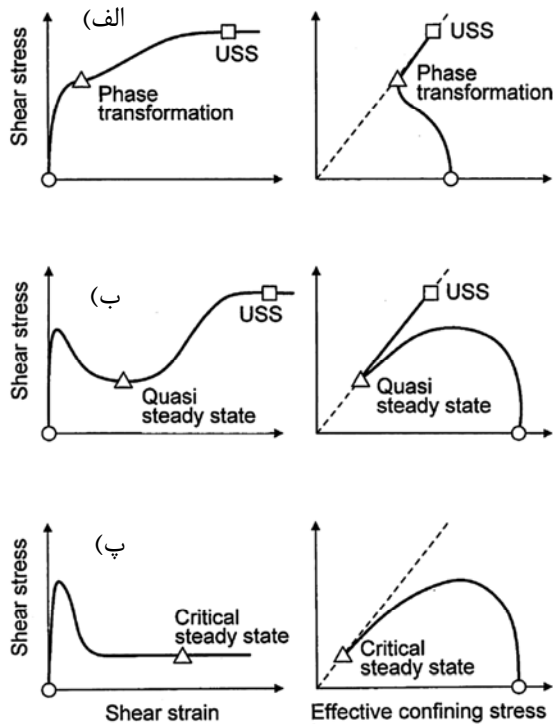 الف)
Shear stress
USS
Phase
transformation
USS
Phase
transformation
ب)
Shear stress
USS
Quasi
steady state
USS
Quasi
steady state
پ)
Shear stress
Critical
steady state
Critical
steady state
Shear strain
Effective confining stress